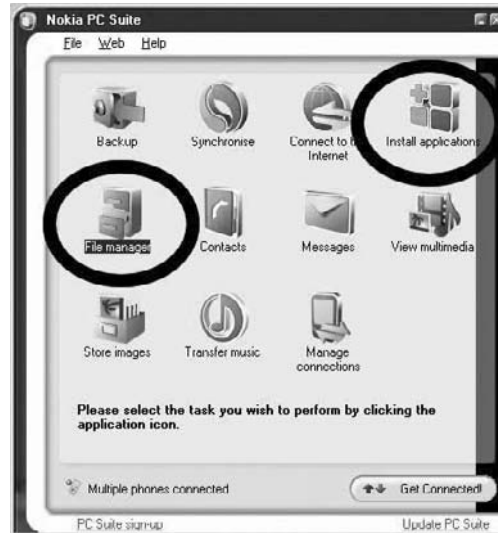 Nokia PC Suite
File Web Help
Backup
Synchronise
Connect to the
Internet
Install applications
File manager
Contacts
Messages
View multimedia
Store images
Transfer music
Manage
connections
Please select the task you wish to perform by clicking the
application icon.
Multiple phones connected
Get Connected!
PC Suite sign-up
Update PC Suite